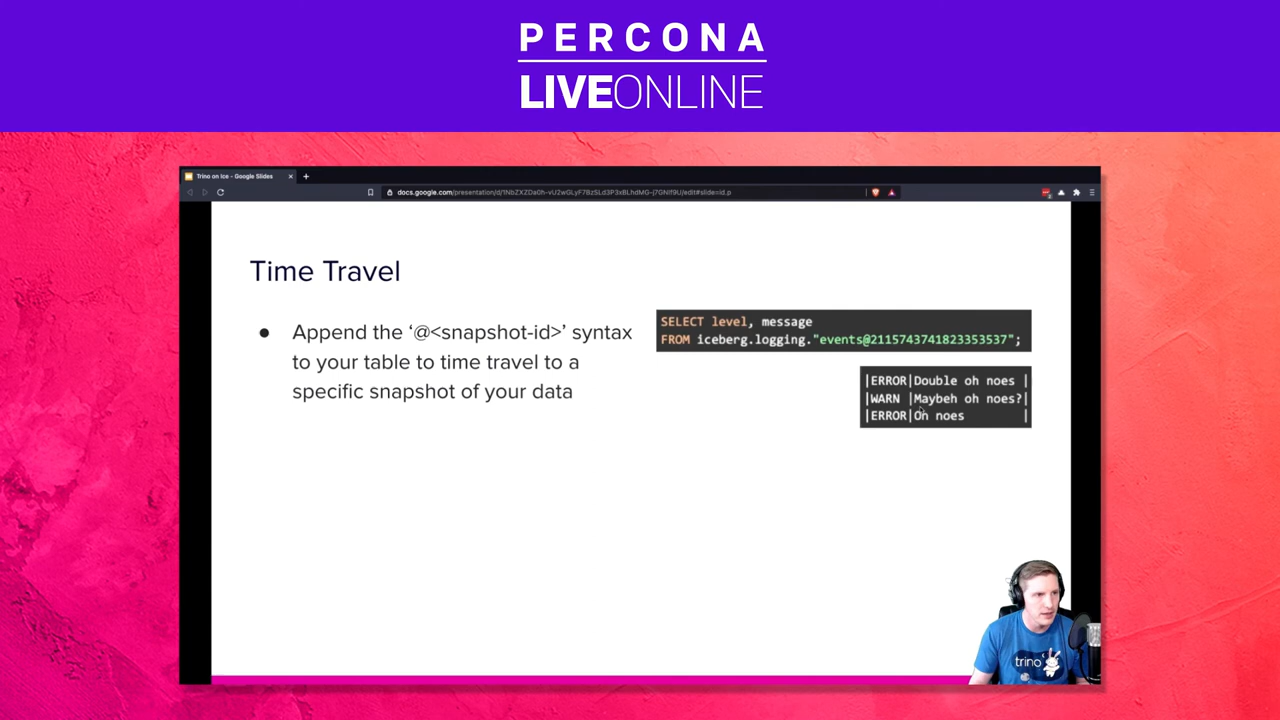 PERCONA
LIVEONLINE
Trino on Ice - Google Slides
Time Travel
● Append the ‘@<snapshot-id>’ syntax
to your table to time travel to a
specific snapshot of your data
SELECT level, message
FROM iceberg.logging."events@2115743741823353537";
|ERROR|Double oh noes |
|WARN |Maybeh oh noes?|
|ERROR|Oh noes |
trino